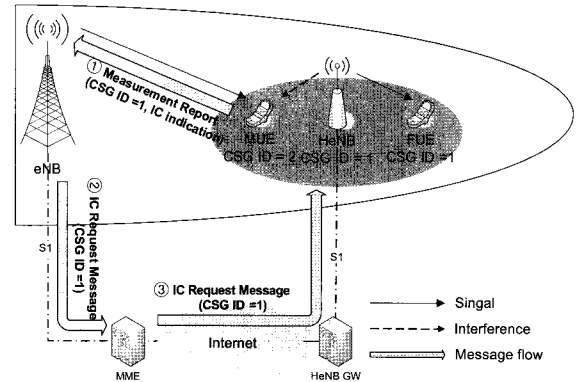 ① Measurement Report
(CSG ID =1, IC indication)
MUE
HeNB
FUE
CSG ID = 2
CSG ID = 1
CSG ID =1
eNB
② IC Request Message
(CSG ID =1)
S1
③ IC Request Message
(CSG ID =1)
S1
Internet
MME
HeNB GW
Singal
Interference
Message flow